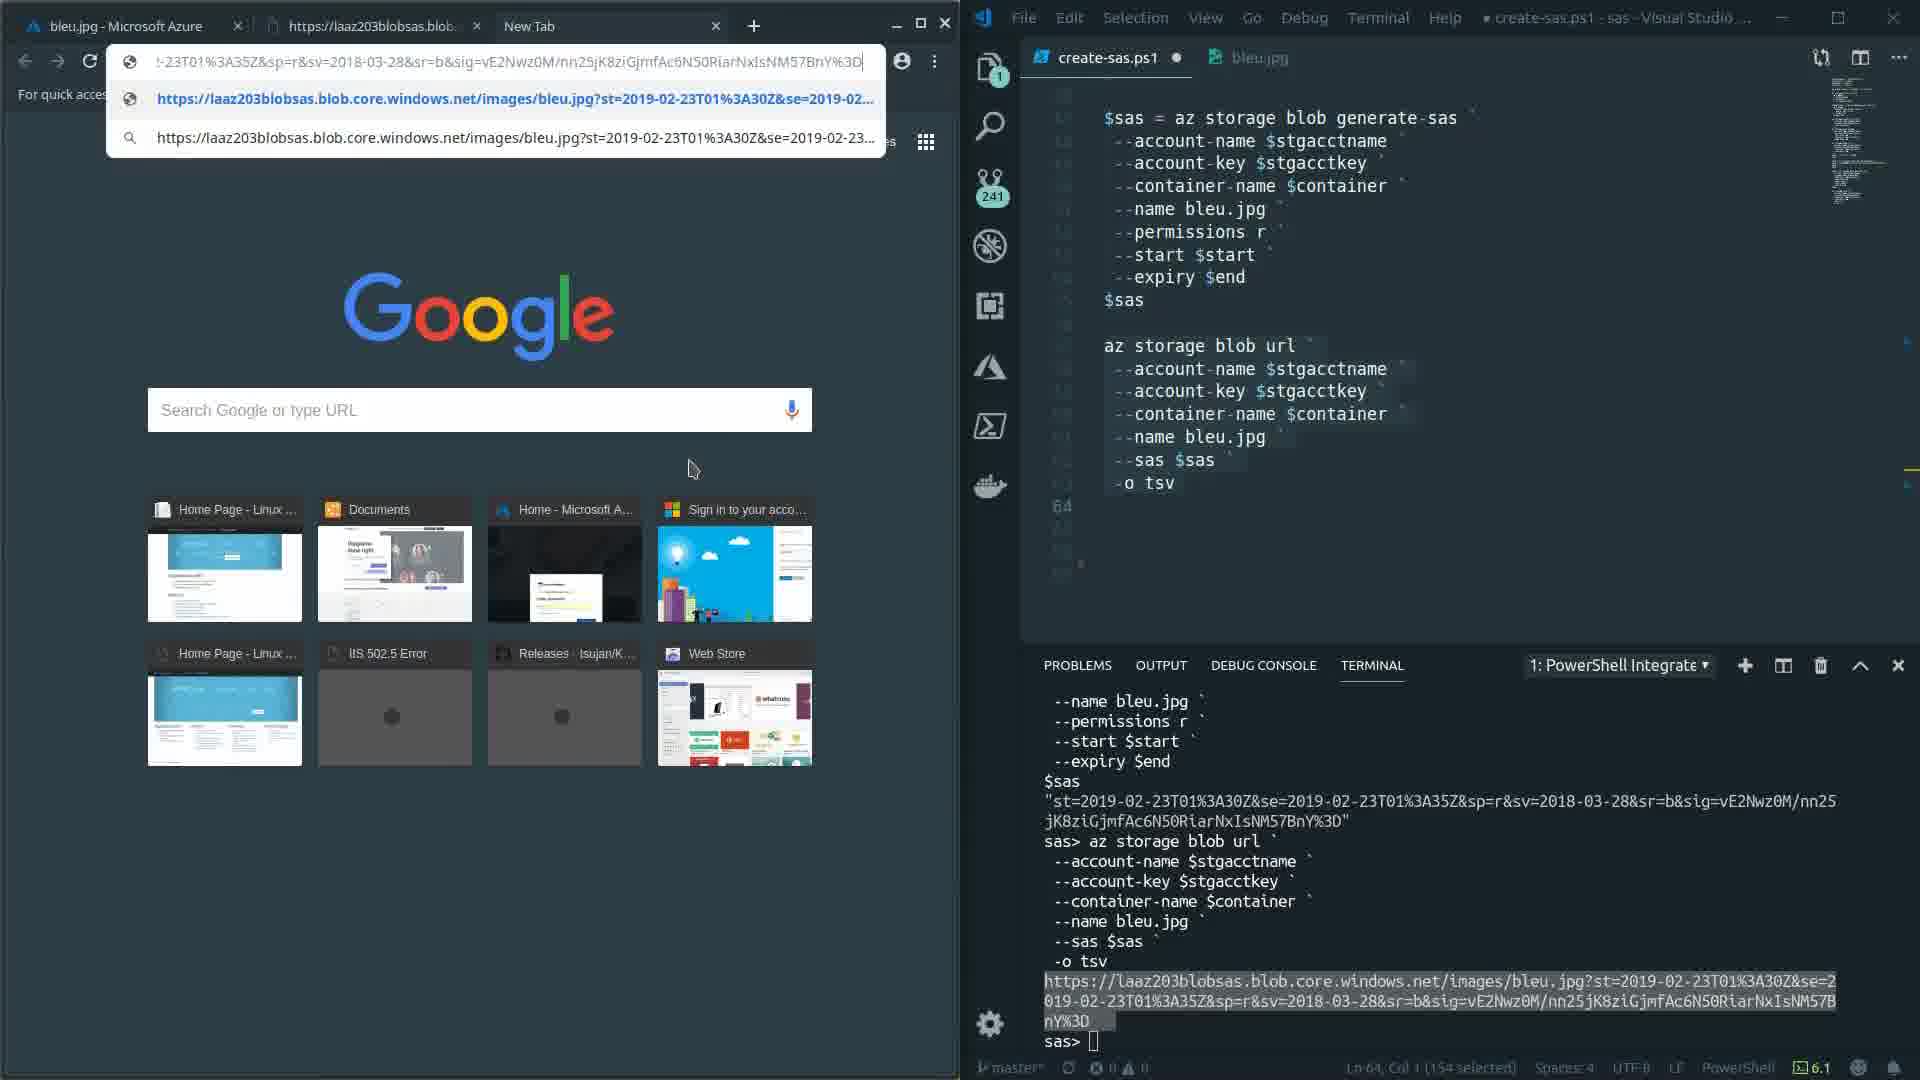 bleu.jpg - Microsoft Azure
https://laaz203blobsas.blob.
New Tab
:-23T01%3A35Z&sp=r&sv=2018-03-28&sr=b&sig=vE2Nwz0M/nn25jK8ziGjmfAc6N50RiarNxIsNM57BnY%3D
For quick acces
https://laaz203blobsas.blob.core.windows.net/images/bleu.jpg?st=2019-02-23T01%3A30Z&se=2019-02...
https://laaz203blobsas.blob.core.windows.net/images/bleu.jpg?st=2019-02-23T01%3A30Z&se=2019-02-23...
Google
Search Google or type URL
Home Page - Linux ...
Documents
Home - Microsoft A...
Sign in to your acco...
Home Page - Linux ...
IIS 502.5 Error
Releases · lsujan/K...
Web Store
File Edit Selection View Go Debug Terminal Help
● create-sas.ps1 - sas - Visual Studio ...
create-sas.ps1 ●
bleu.jpg
1
241
$sas = az storage blob generate-sas `
--account-name $stgacctname `
--account-key $stgacctkey `
--container-name $container `
--name bleu.jpg `
--permissions r `
--start $start `
--expiry $end
$sas
az storage blob url `
--account-name $stgacctname `
--account-key $stgacctkey `
--container-name $container `
--name bleu.jpg `
--sas $sas `
-o tsv
64
PROBLEMS OUTPUT DEBUG CONSOLE TERMINAL
1: PowerShell Integrate
--name bleu.jpg `
--permissions r `
--start $start `
--expiry $end
$sas
"st=2019-02-23T01%3A30Z&se=2019-02-23T01%3A35Z&sp=r&sv=2018-03-28&sr=b&sig=vE2Nwz0M/nn25
jK8ziGjmfAc6N50RiarNxIsNM57BnY%3D"
sas> az storage blob url `
--account-name $stgacctname `
--account-key $stgacctkey `
--container-name $container `
--name bleu.jpg `
--sas $sas `
-o tsv
https://laaz203blobsas.blob.core.windows.net/images/bleu.jpg?st=2019-02-23T01%3A30Z&se=2
019-02-23T01%3A35Z&sp=r&sv=2018-03-28&sr=b&sig=vE2Nwz0M/nn25jK8ziGjmfAc6N50RiarNxIsNM57B
nY%3D
sas>
master*
0 0
Ln 64, Col 1 (154 selected)
Spaces: 4
UTF-8
LF
PowerShell
6.1